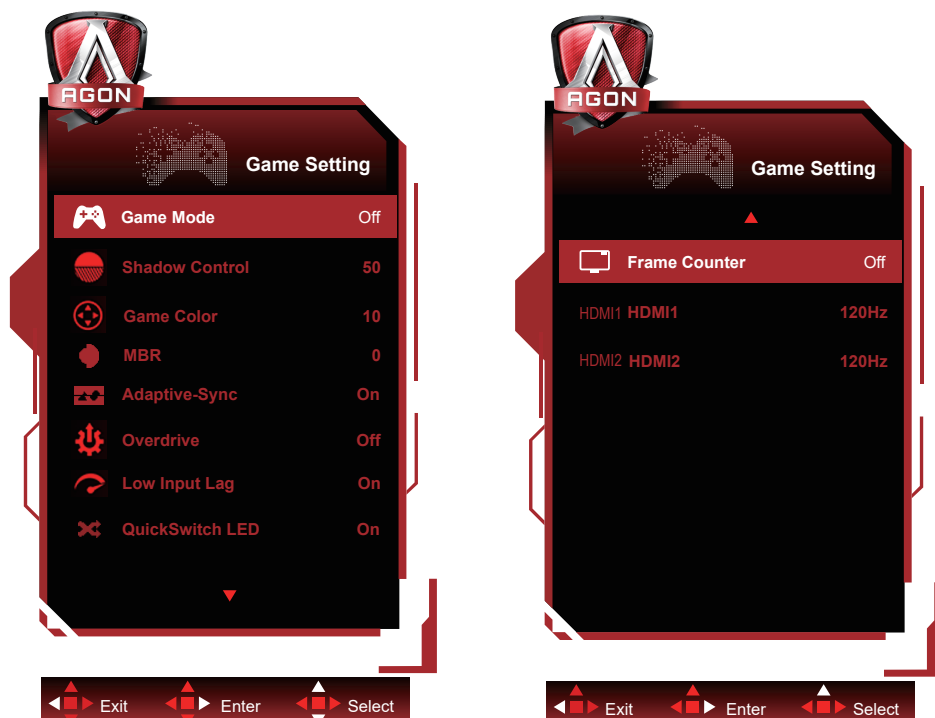 AGON
Game Setting
Game Mode Off
Shadow Control 50
Game Color 10
MBR 0
Adaptive-Sync On
Overdrive Off
Low Input Lag On
QuickSwitch LED On
Exit Enter Select
AGON
Game Setting
Frame Counter Off
HDMI1 HDMI1 120Hz
HDMI2 HDMI2 120Hz
Exit Enter Select